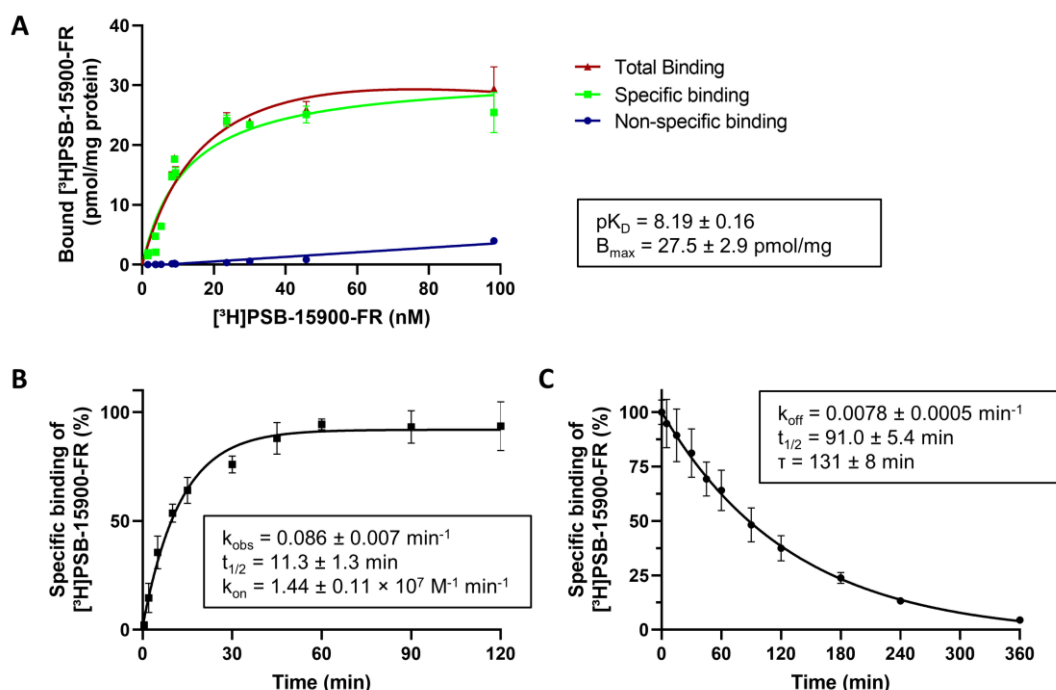 A
Bound [³H]PSB-15900-FR
(pmol/mg protein)
40
30
20
10
0
0 20 40 60 80 100
[³H]PSB-15900-FR (nM)
Total Binding
Specific binding
Non-specific binding
pK_D = 8.19 ± 0.16
B_max = 27.5 ± 2.9 pmol/mg
B
Specific binding of
[³H]PSB-15900-FR (%)
100
50
0
0 30 60 90 120
Time (min)
k_obs = 0.086 ± 0.007 min⁻¹
t_1/2 = 11.3 ± 1.3 min
k_on = 1.44 ± 0.11 × 10⁷ M⁻¹ min⁻¹
C
Specific binding of
[³H]PSB-15900-FR (%)
100
50
0
0 60 120 180 240 300 360
Time (min)
k_off = 0.0078 ± 0.0005 min⁻¹
t_1/2 = 91.0 ± 5.4 min
τ = 131 ± 8 min